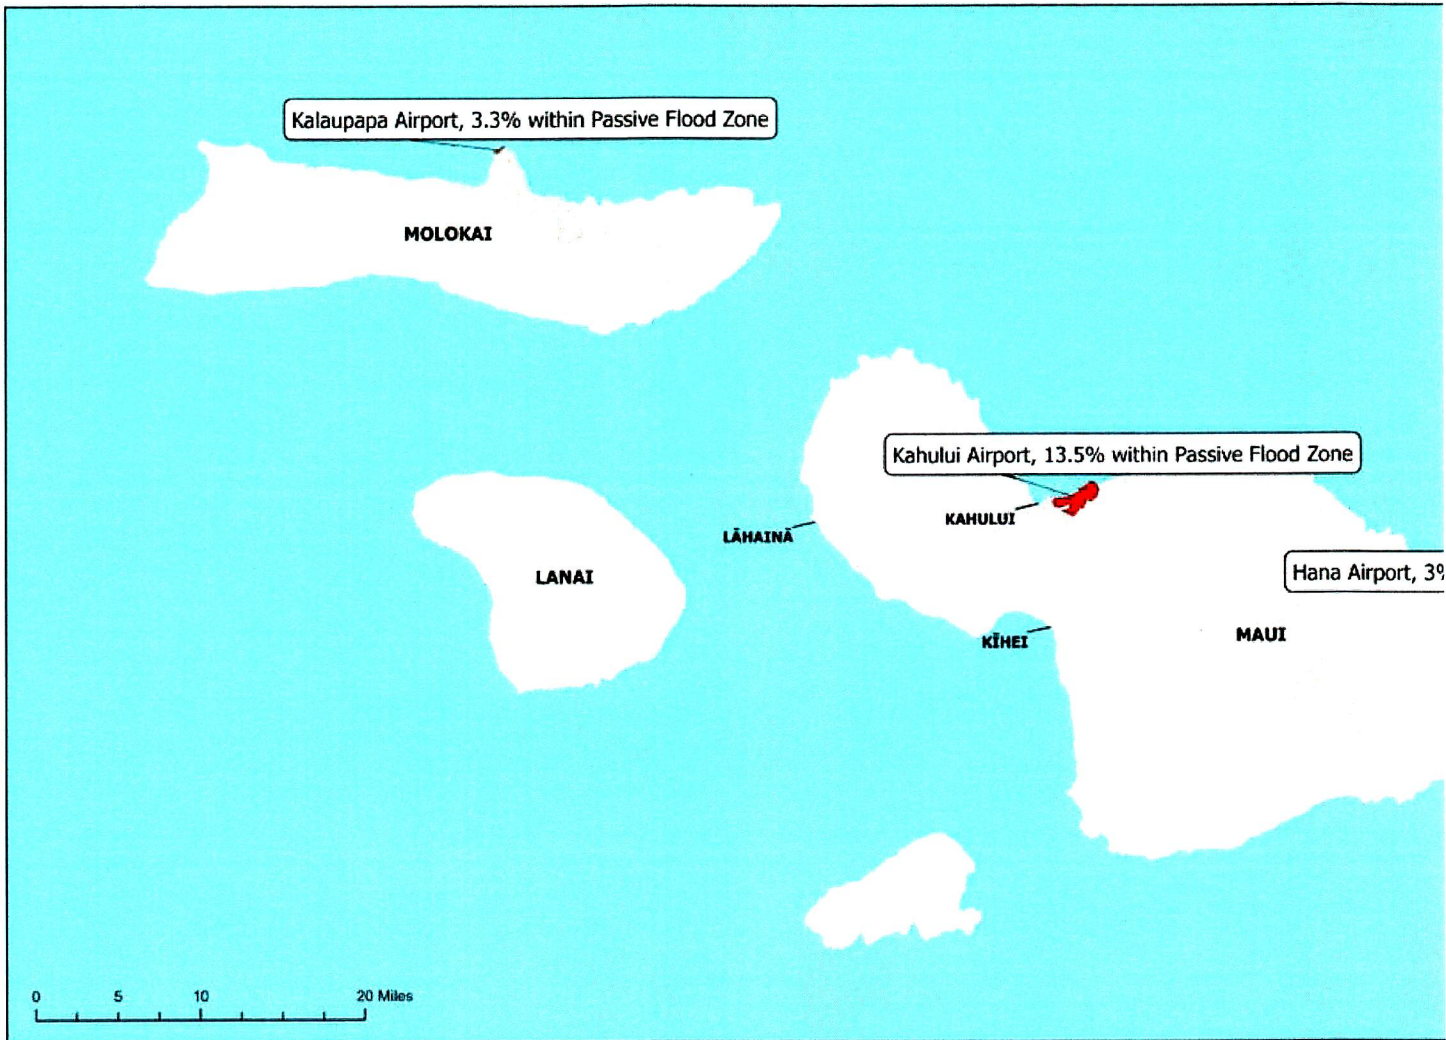 Kalaupapa Airport, 3.3% within Passive Flood Zone
MOLOKAI
Kahului Airport, 13.5% within Passive Flood Zone
KAHULUI
LĀHAINĀ
LANAI
Hana Airport, 3%
KĪHEI
MAUI
0 5 10 20 Miles